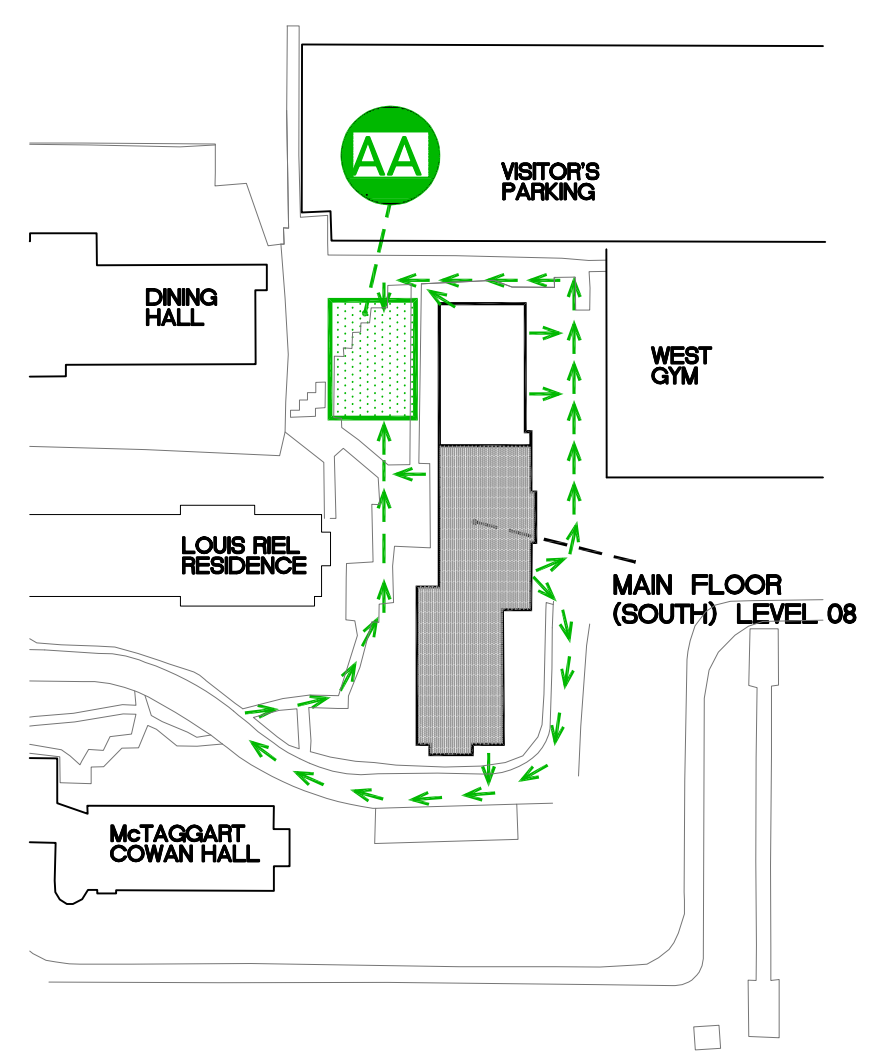 AA
VISITOR'S
PARKING
DINING
HALL
WEST
GYM
LOUIS RIEL
RESIDENCE
MAIN FLOOR
(SOUTH) LEVEL 08
McTAGGART
COWAN HALL